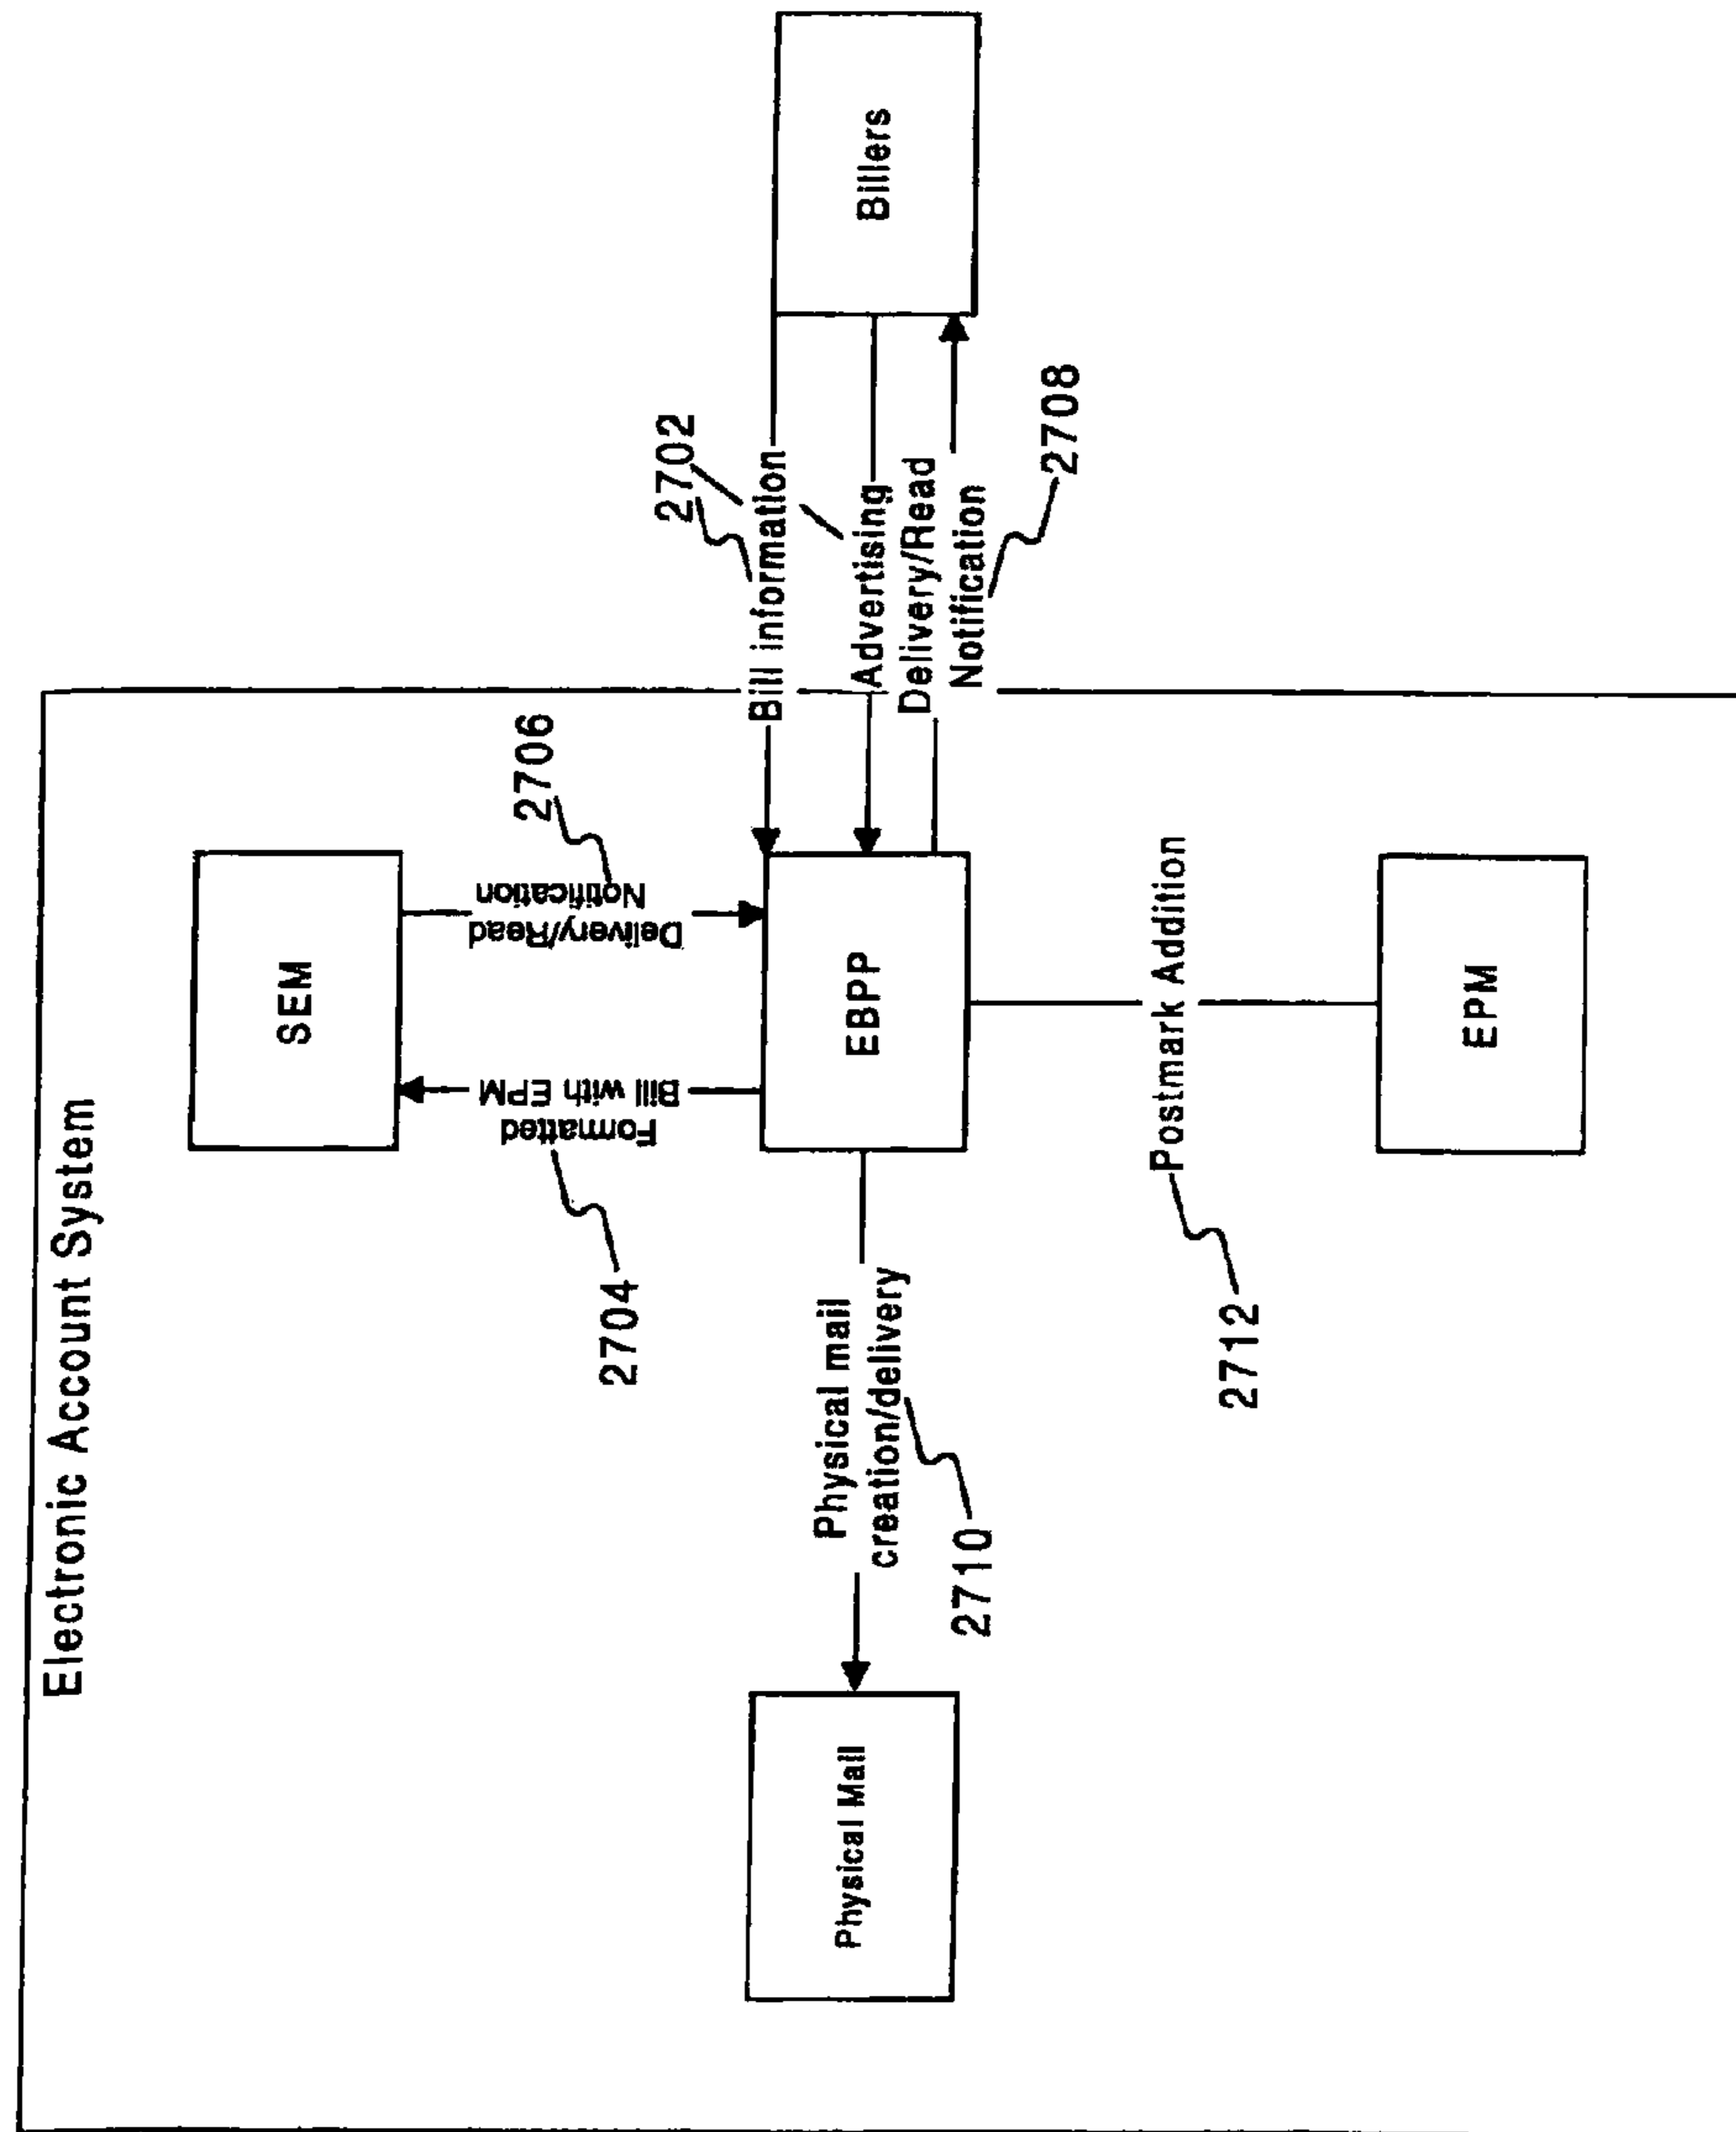 Electronic Account System
SEM
2704
Formatted
Bill with EPM
Delivery/Read
Notification
2706
2702
Bill information
Advertising
Delivery/Read
Notification
2708
Billers
EBPP
Physical mail
creation/delivery
2710
Physical Mail
Postmark Addition
2712
EPM